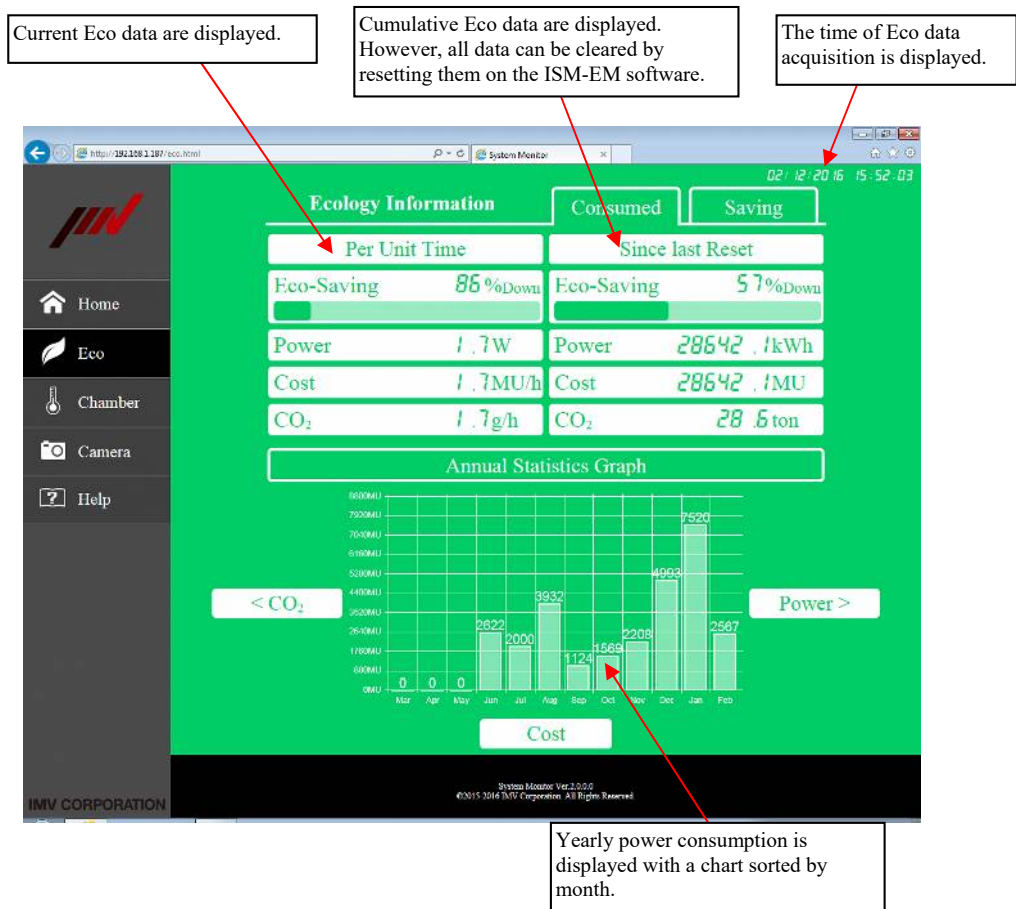 Current Eco data are displayed.
Cumulative Eco data are displayed.
However, all data can be cleared by
resetting them on the ISM-EM software.
The time of Eco data
acquisition is displayed.
http://192.168.1.187/eco.html
System Monitor
02/12/2016 15:52:03
IMV
Ecology Information
Consumed
Saving
Per Unit Time
Since last Reset
Eco-Saving 86%Down
Eco-Saving 57%Down
Power 1.7W
Power 28642.1kWh
Cost 1.7MU/h
Cost 28642.1MU
CO₂ 1.7g/h
CO₂ 28.6ton
Home
Eco
Chamber
Camera
Help
Annual Statistics Graph
8800MU
7920MU
7040MU
6160MU
5280MU
4400MU
3520MU
2640MU
1760MU
880MU
0MU
0 0 0 2622 2000 3932 1124 1569 2208 4993 7520 2567
Mar Apr May Jun Jul Aug Sep Oct Nov Dec Jan Feb
< CO₂
Power >
Cost
System Monitor Ver.2.0.0.0
©2015-2016 IMV Corporation. All Rights Reserved.
IMV CORPORATION
Yearly power consumption is
displayed with a chart sorted by
month.